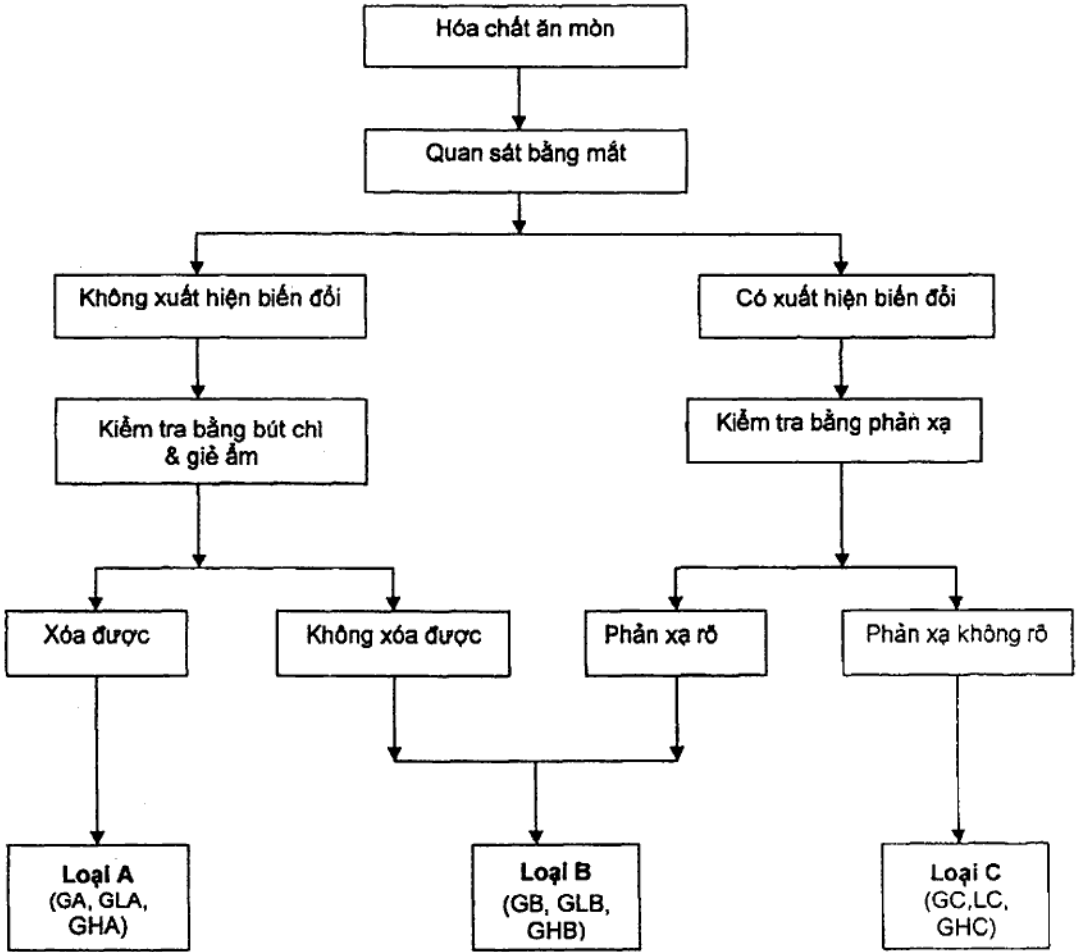 Hóa chất ăn mòn
Quan sát bằng mắt
Không xuất hiện biến đổi
Có xuất hiện biến đổi
Kiểm tra bằng bút chì
& giẻ ẩm
Kiểm tra bằng phản xạ
Xóa được
Không xóa được
Phản xạ rõ
Phản xạ không rõ
Loại A
(GA, GLA,
GHA)
Loại B
(GB, GLB,
GHB)
Loại C
(GC,LC,
GHC)